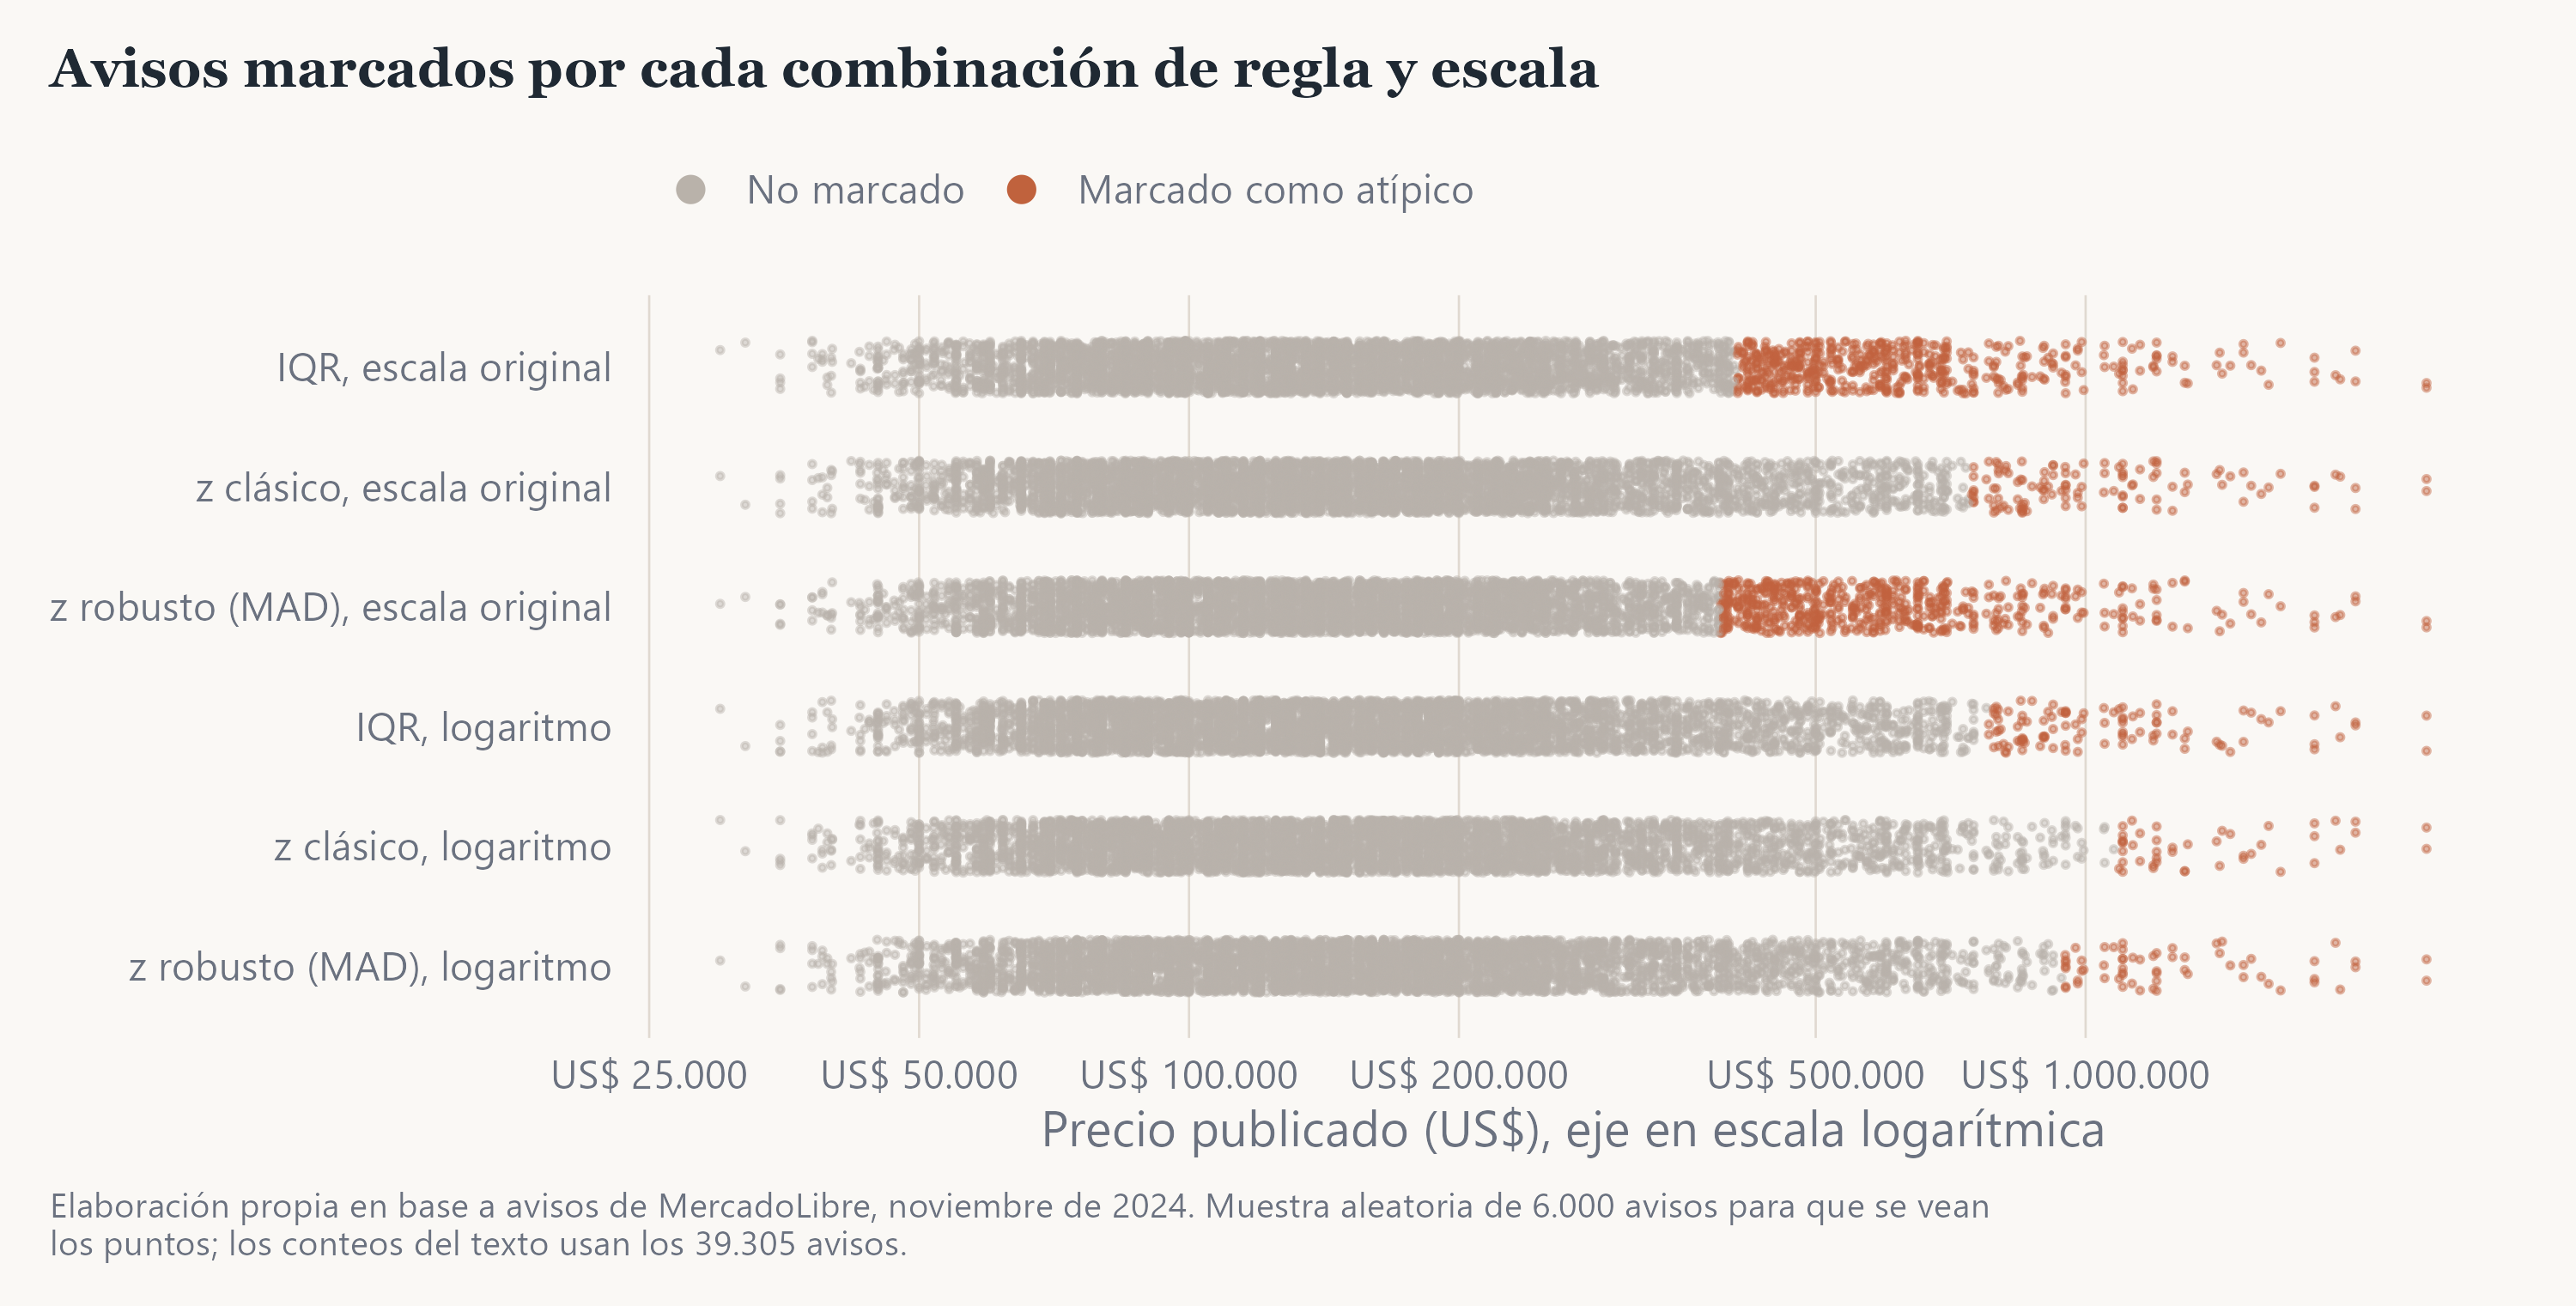 Avisos marcados por cada combinación de regla y escala
No marcado
Marcado como atípico
IQR, escala original
z clásico, escala original
z robusto (MAD), escala original
IQR, logaritmo
z clásico, logaritmo
z robusto (MAD), logaritmo
US$ 25.000
US$ 50.000
US$ 100.000
US$ 200.000
US$ 500.000
US$ 1.000.000
Precio publicado (US$), eje en escala logarítmica
Elaboración propia en base a avisos de MercadoLibre, noviembre de 2024. Muestra aleatoria de 6.000 avisos para que se vean
los puntos; los conteos del texto usan los 39.305 avisos.